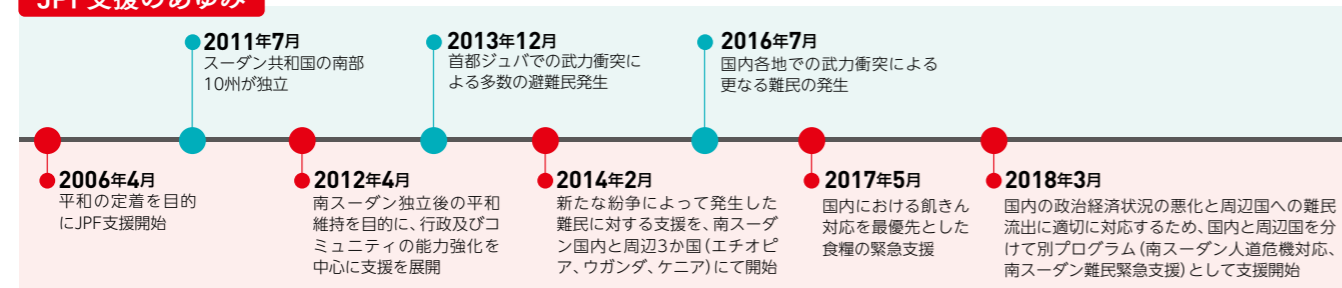 JPF支援のあゆみ
2011年7月
スーダン共和国の南部
10州が独立
2013年12月
首都ジュバでの武力衝突に
よる多数の避難民発生
2016年7月
国内各地での武力衝突による
更なる難民の発生
2006年4月
平和の定着を目的
にJPF支援開始
2012年4月
南スーダン独立後の平和
維持を目的に、行政及びコ
ミュニティの能力強化を
中心に支援を展開
2014年2月
新たな紛争によって発生した
難民に対する支援を、南スーダ
ン国内と周辺3か国(エチオピ
ア、ウガンダ、ケニア)にて開始
2017年5月
国内における飢きん
対応を最優先とした
食糧の緊急支援
2018年3月
国内の政治経済状況の悪化と周辺国への難民
流出に適切に対応するため、国内と周辺国を分
けて別プログラム(南スーダン人道危機対応、
南スーダン難民緊急支援)として支援開始